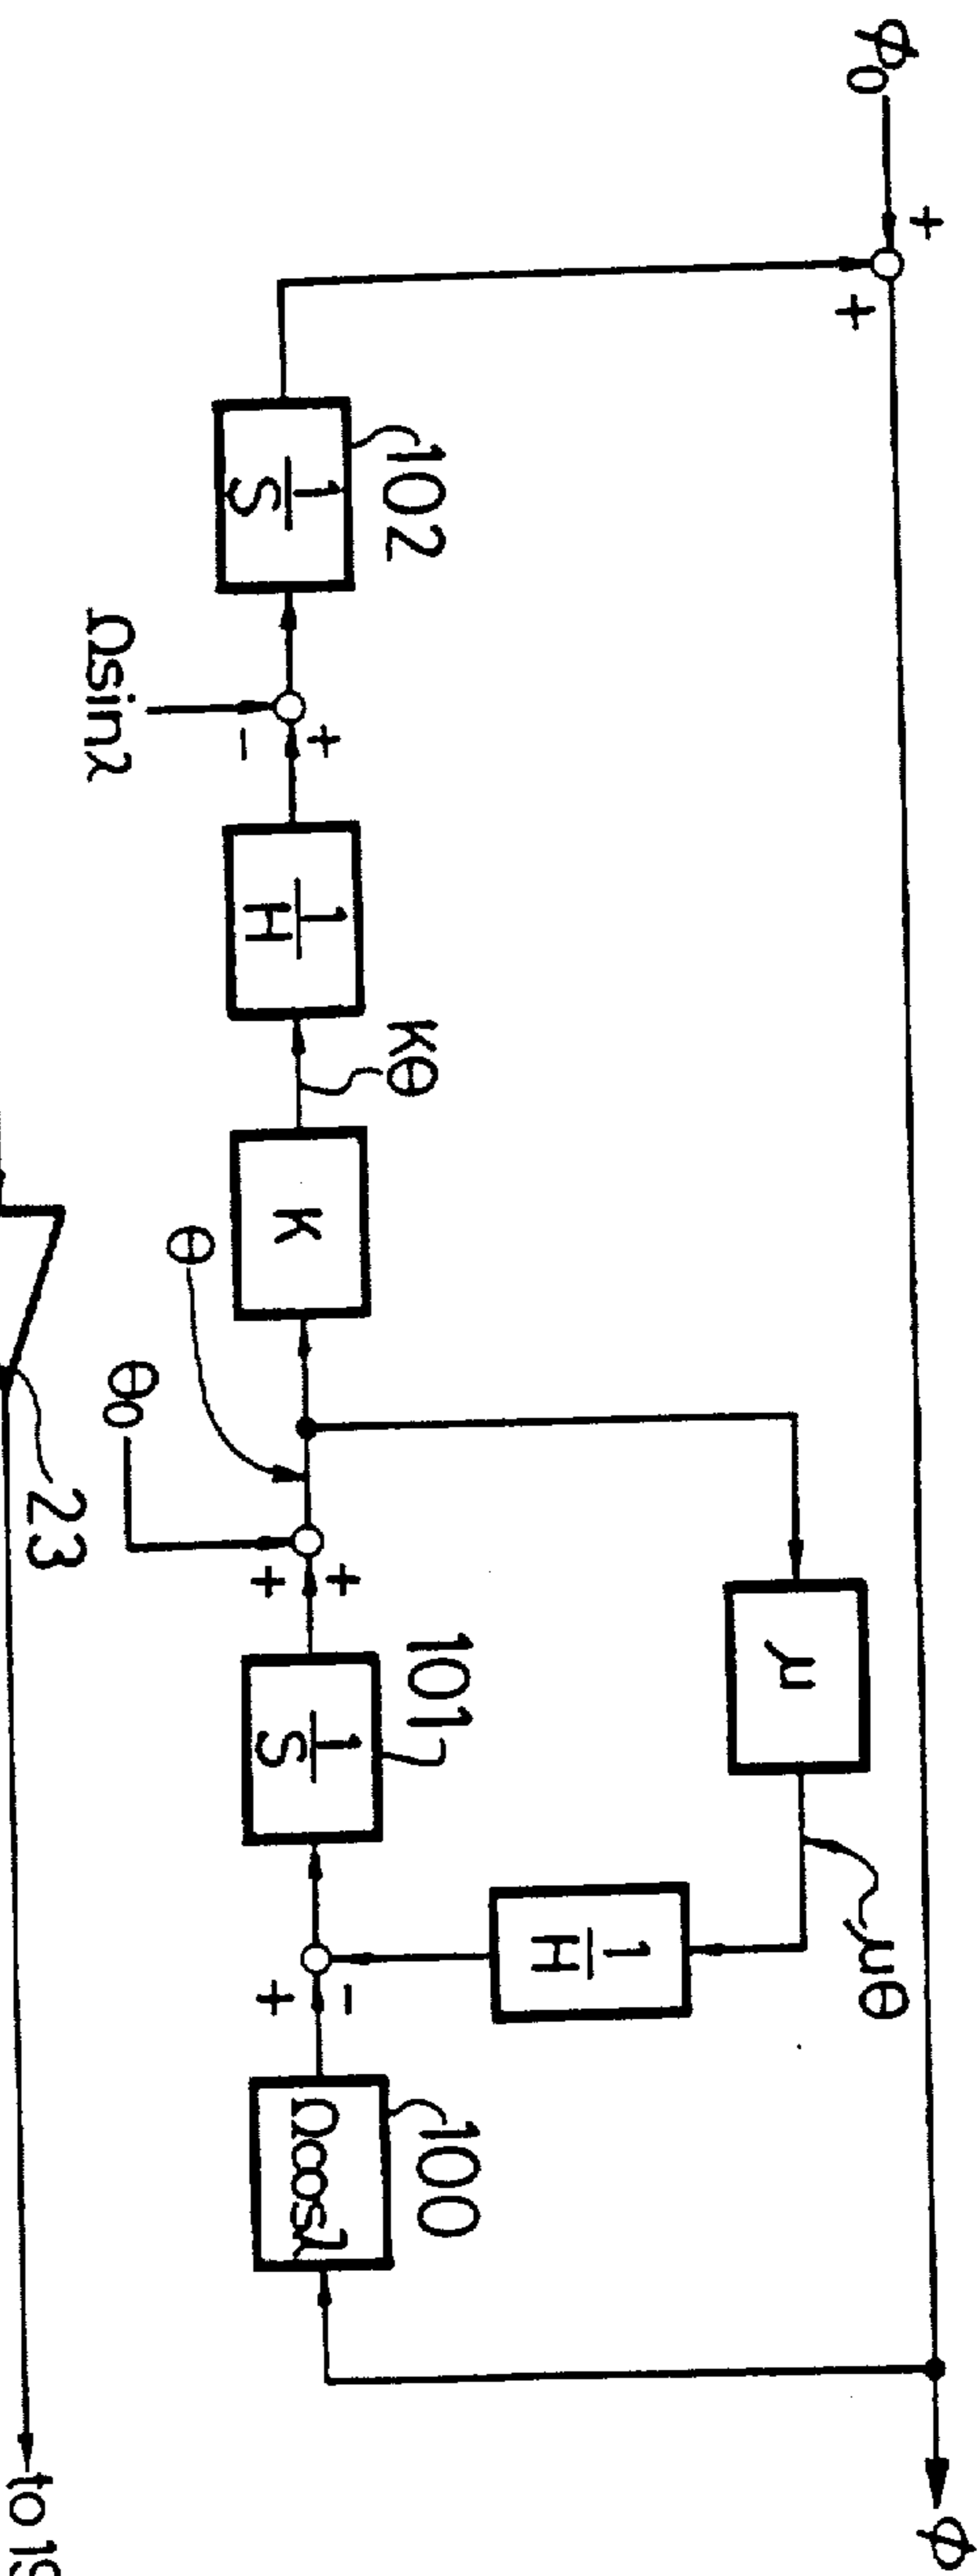 ϕ₀
+
+
ϕ
102
1/S
Ωsinλ
−
+
1/H
Kθ
K
θ
θ₀
+
+
101
1/S
μ
μθ
1/H
−
+
100
Ωcosλ
23